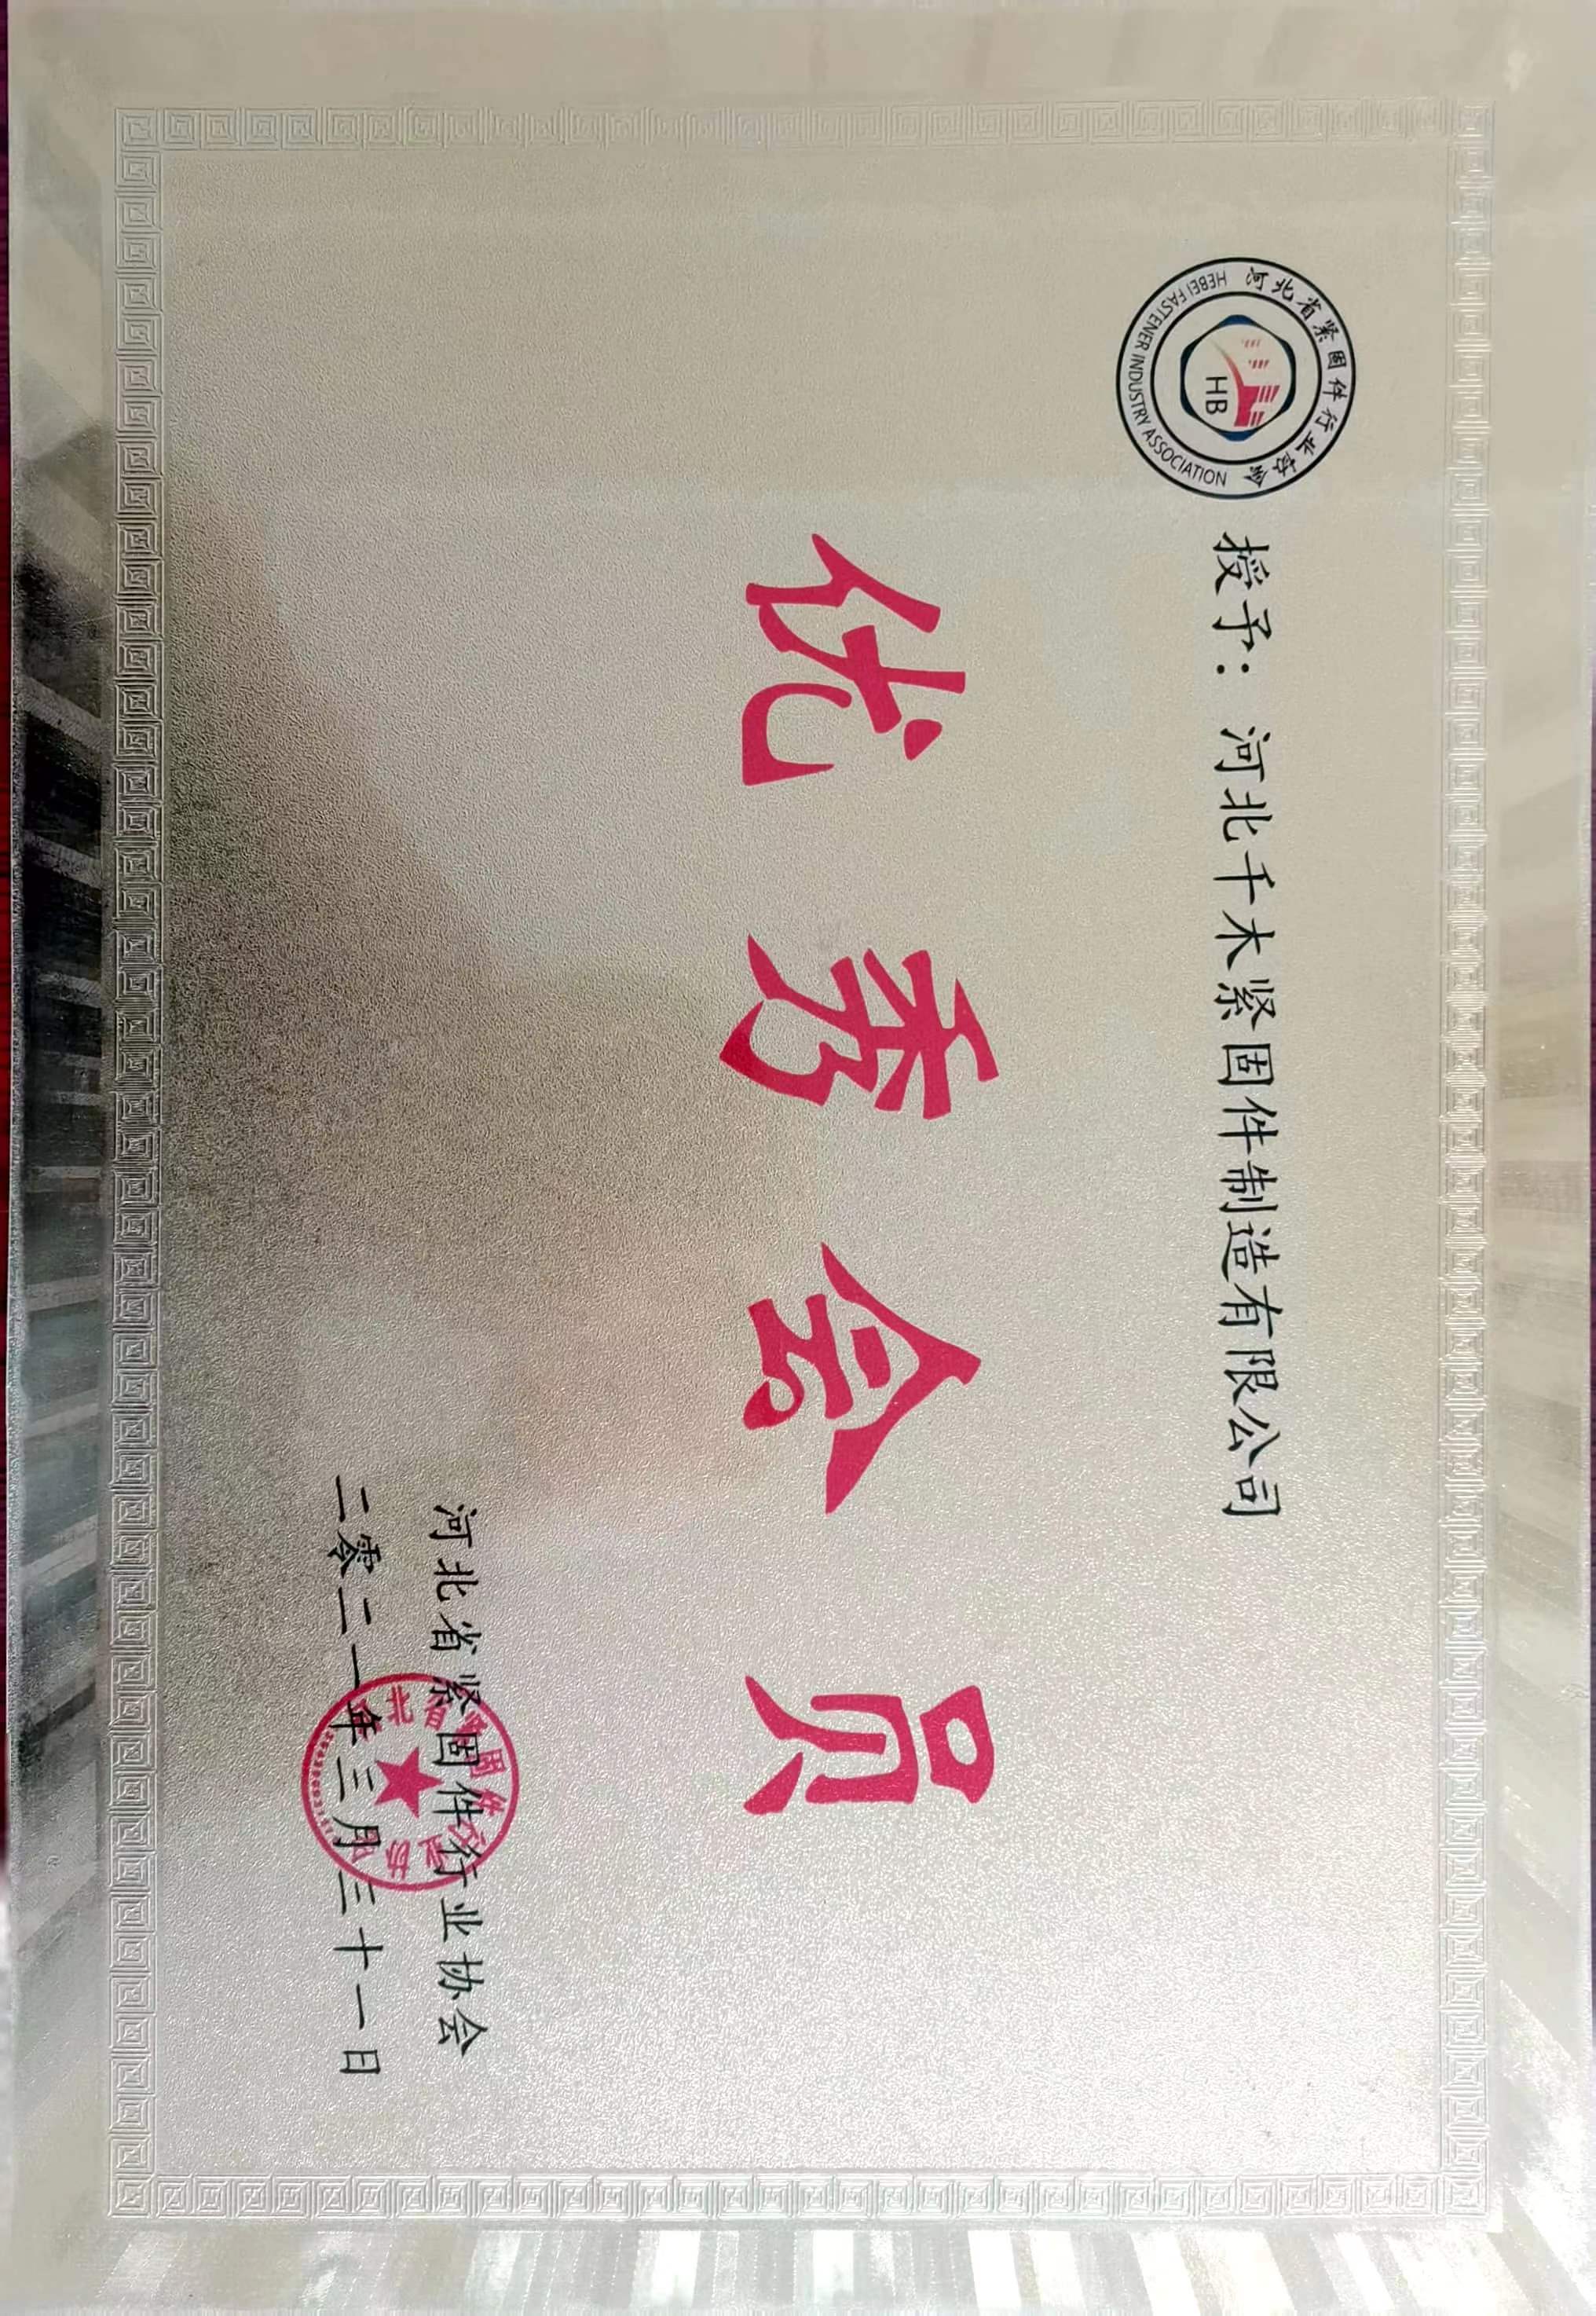 河北省紧固件行业协会
HEBEI FASTENER INDUSTRY ASSOCIATION
HB
授予：河北千木紧固件制造有限公司
优秀会员
河北省紧固件行业协会
二零二一年三月三十一日